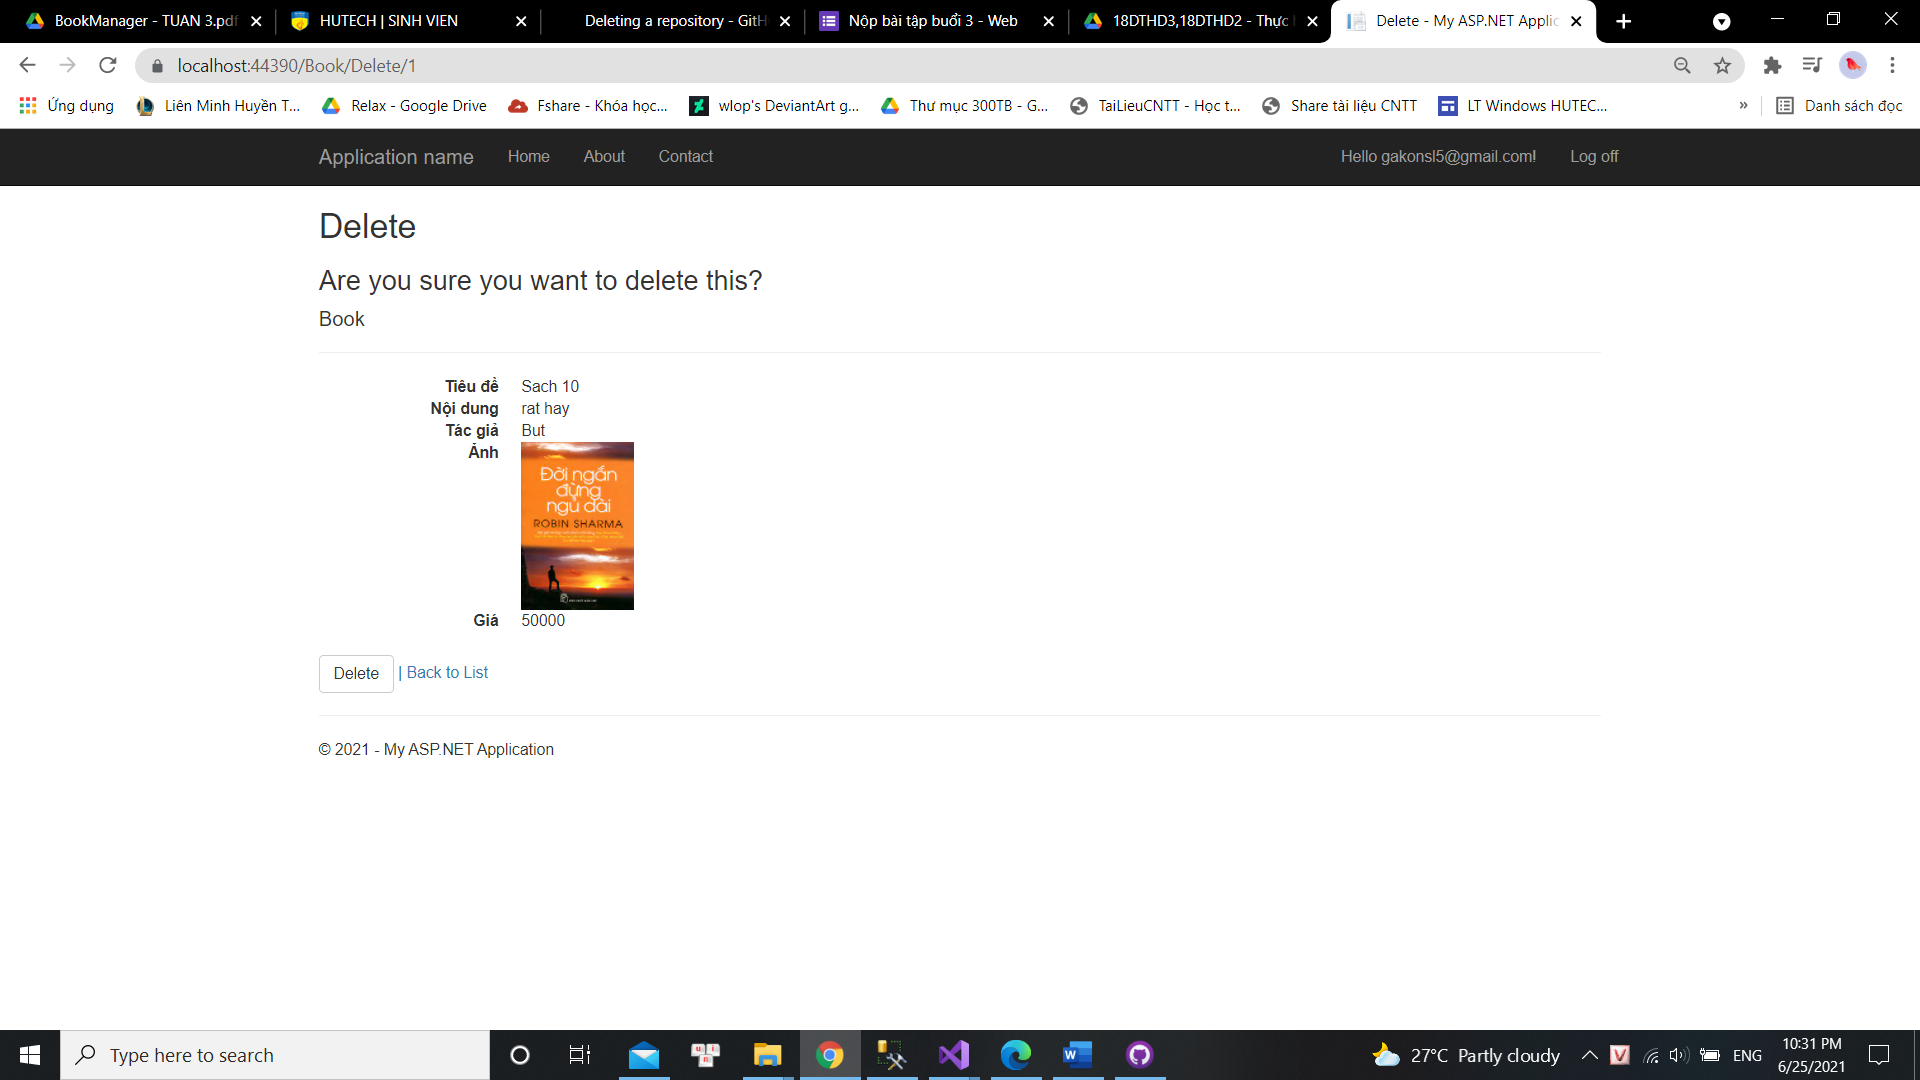 BookManager - TUAN 3.pdf
HUTECH | SINH VIEN
Deleting a repository - GitH
Nộp bài tập buổi 3 - Web
18DTHD3,18DTHD2 - Thực
Delete - My ASP.NET Applic
localhost:44390/Book/Delete/1
Ứng dụng
Liên Minh Huyền T...
Relax - Google Drive
Fshare - Khóa học...
wlop's DeviantArt g...
Thư mục 300TB - G...
TaiLieuCNTT - Học t...
Share tài liệu CNTT
LT Windows HUTEC...
»
Danh sách đọc
Application name
Home
About
Contact
Hello gakonsl5@gmail.com!
Log off
Delete
Are you sure you want to delete this?
Book
Tiêu đề Sach 10
Nội dung rat hay
Tác giả But
Ảnh
Đời ngắn
đừng
ngủ dài
ROBIN SHARMA
Giá 50000
Delete | Back to List
© 2021 - My ASP.NET Application
Type here to search
27°C Partly cloudy
ENG
10:31 PM
6/25/2021